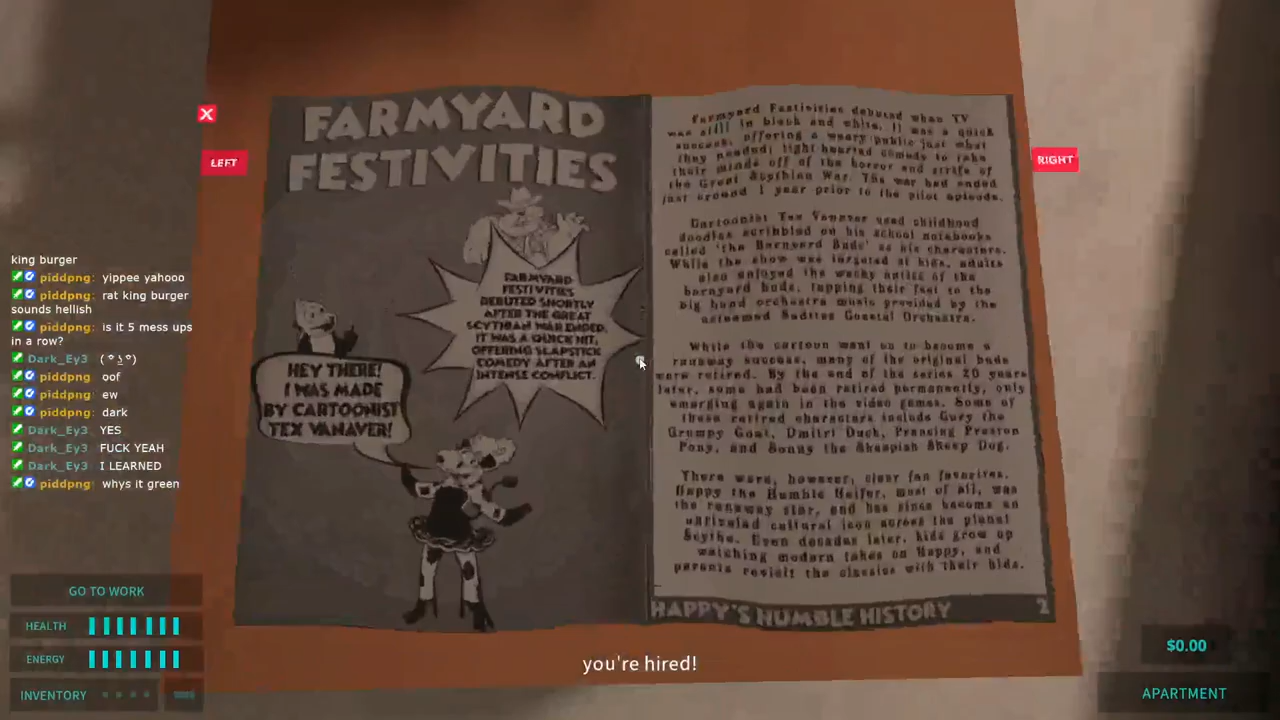 FARMYARD
FESTIVITIES
FARMYARD
FESTIVITIES
DEBUTED SHORTLY
AFTER THE GREAT
SCYTHIAN WAR ENDED.
IT WAS A QUICK HIT,
OFFERING SLAPSTICK
COMEDY AFTER AN
INTENSE CONFLICT.
HEY THERE!
I WAS MADE
BY CARTOONIST
TEX VANAVER!
Farmyard Festivities debuted when TV
was still in black and white. It was a quick
success, offering a weary public just what
they needed; light hearted comedy to take
their minds off of the horror and strife of
the Great Scythian War. The war had ended
just around 1 year prior to the pilot episode.
Cartoonist Tex Vanaver used childhood
doodles scribbled on his school notebooks
called 'the Barnyard Buds' as his characters.
While the show was targeted at kids, adults
also enjoyed the wacky antics of the
barnyard buds, tapping their feet to the
big band orchestra music provided by the
esteemed Coastal Orchestra.
While the cartoon went on to become a
runaway success, many of the original buds
were retired. By the end of the series 20 years
later, some had been retired permanently, only
emerging again in the video games. Some of
these retired characters include Gary the
Grumpy Goat, Dmitri Duck, Prancing Preston
Pony, and Sonny the Sheepish Sheep Dog.
There were, however, clear fan favorites.
Happy the Humble Heifer, most of all, was
the runaway star, and has since become an
unrivaled cultural icon across the planet
Scythe. Even decades later, kids grow up
watching modern takes on Happy, and
parents revisit the classics with their kids.
HAPPY'S HUMBLE HISTORY 2
X
LEFT
RIGHT
king burger
piddpng: yippee yahooo
piddpng: rat king burger
sounds hellish
piddpng: is it 5 mess ups
in a row?
Dark_Ey3 ( ͡° ͜ʖ ͡°)
piddpng: oof
piddpng: ew
piddpng: dark
Dark_Ey3 YES
Dark_Ey3 FUCK YEAH
Dark_Ey3 I LEARNED
piddpng: whys it green
GO TO WORK
HEALTH
ENERGY
INVENTORY
you're hired!
$0.00
APARTMENT